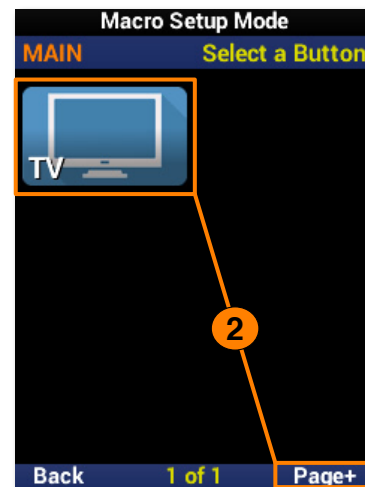 Macro Setup Mode
MAIN Select a Button
TV
2
Back 1 of 1 Page+